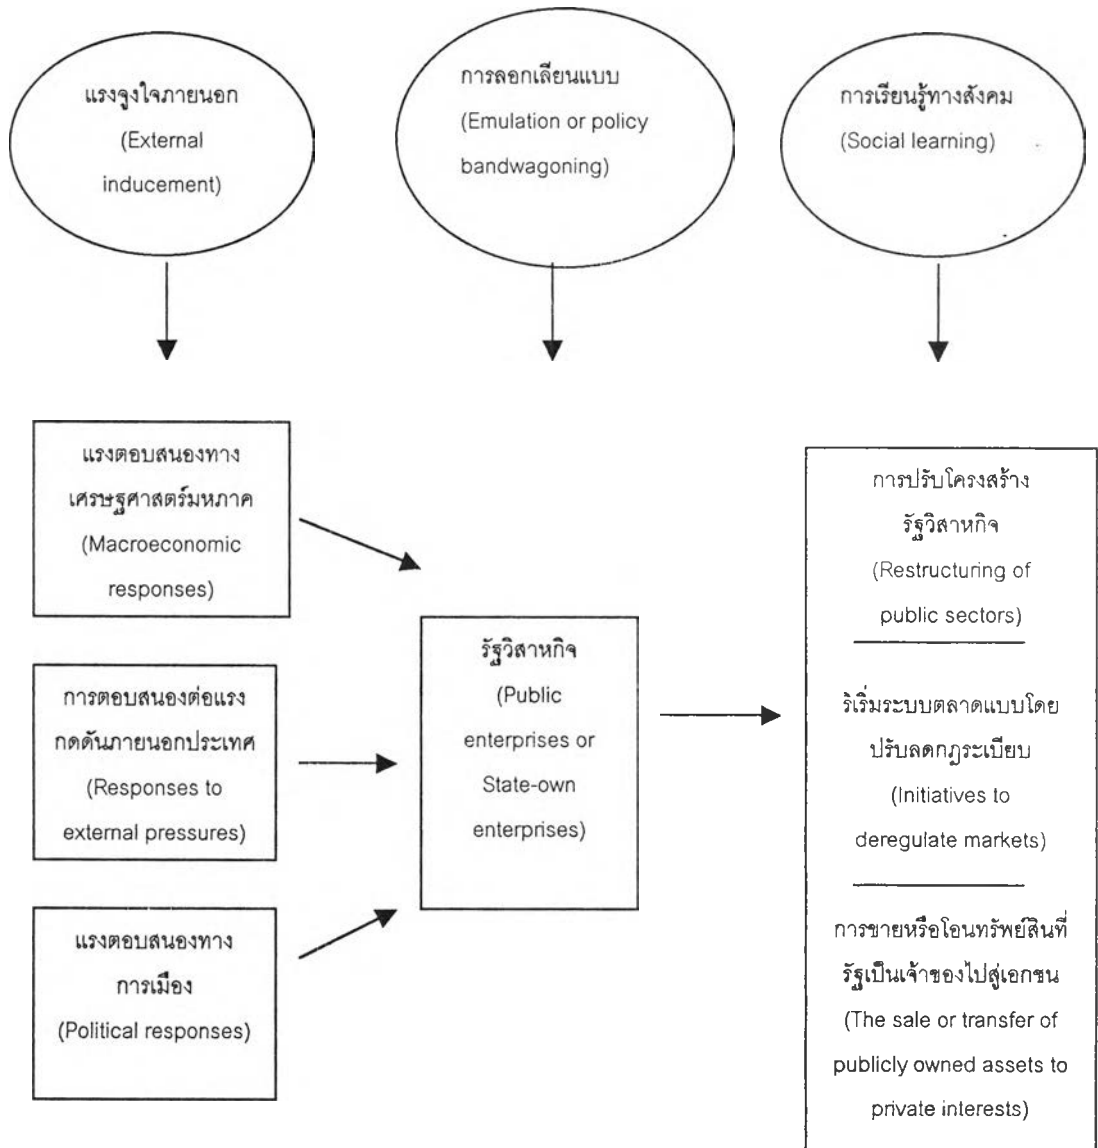 แรงจูงใจภายนอก
(External
inducement)
การลอกเลียนแบบ
(Emulation or policy
bandwagoning)
การเรียนรู้ทางสังคม
(Social learning)
แรงตอบสนองทาง
เศรษฐศาสตร์มหภาค
(Macroeconomic
responses)
การตอบสนองต่อแรง
กดดันภายนอกประเทศ
(Responses to
external pressures)
แรงตอบสนองทาง
การเมือง
(Political responses)
รัฐวิสาหกิจ
(Public
enterprises or
State-own
enterprises)
การปรับโครงสร้าง
รัฐวิสาหกิจ
(Restructuring of
public sectors)
ริเริ่มระบบตลาดแบบโดย
ปรับลดกฎระเบียบ
(Initiatives to
deregulate markets)
การขายหรือโอนทรัพย์สินที่
รัฐเป็นเจ้าของไปสู่เอกชน
(The sale or transfer of
publicly owned assets to
private interests)